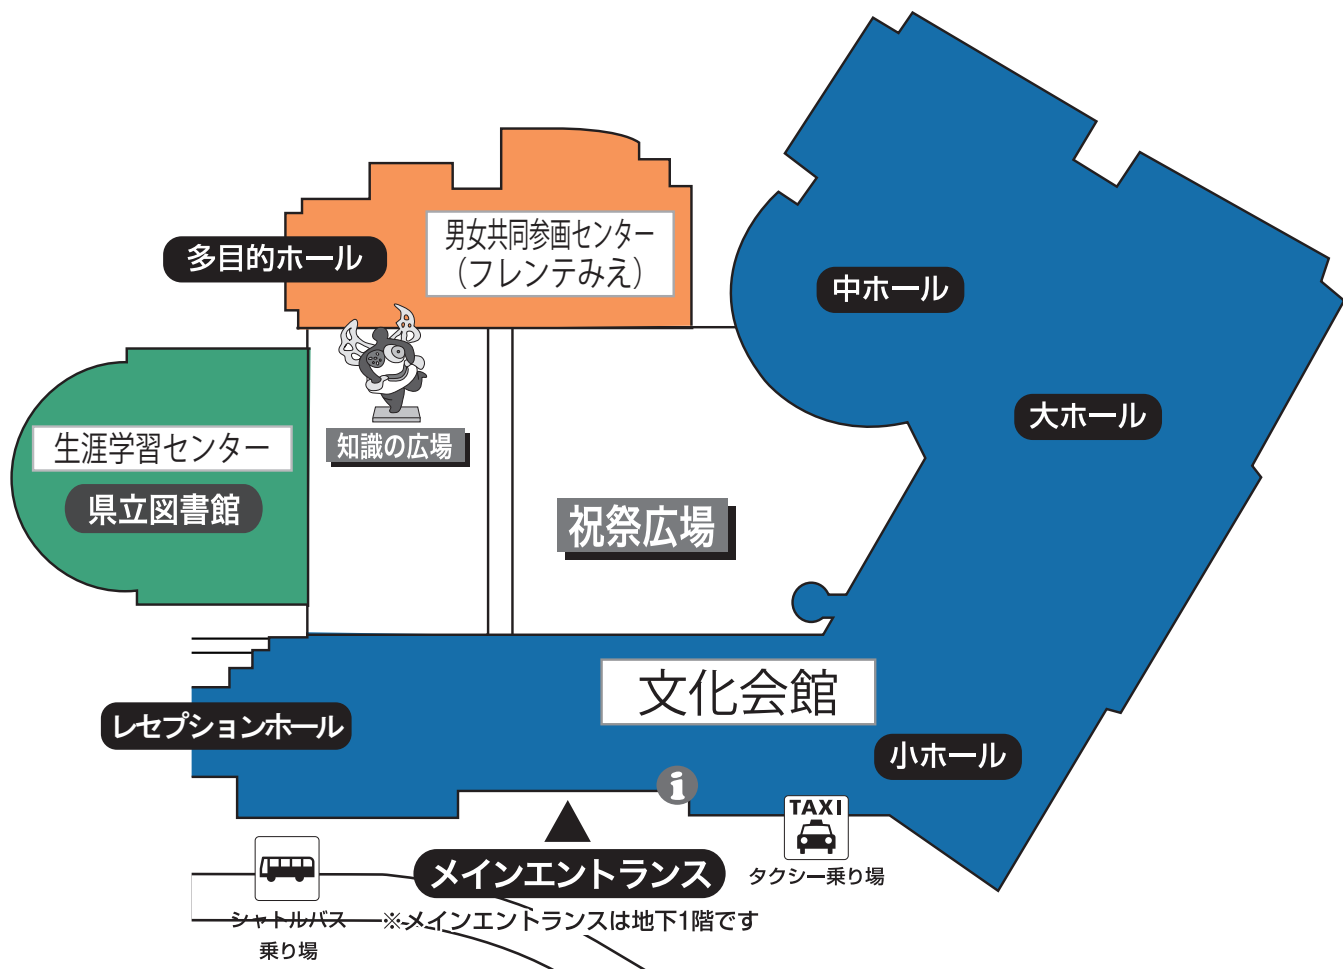 男女共同参画センター
（フレンテみえ）
多目的ホール
中ホール
大ホール
知識の広場
生涯学習センター
県立図書館
祝祭広場
文化会館
レセプションホール
小ホール
i
TAXI
タクシー乗り場
メインエントランス
※メインエントランスは地下1階です
シャトルバス
乗り場